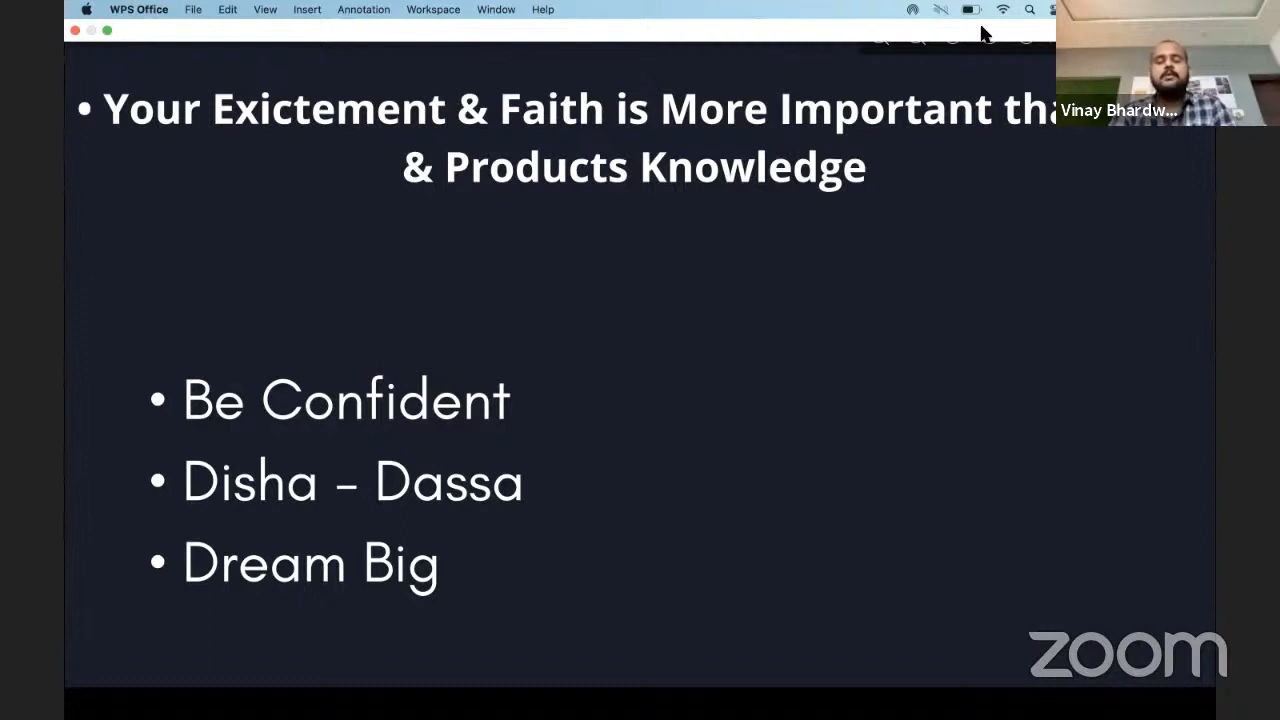 WPS Office File Edit View Insert Annotation Workspace Window Help
• Your Exictement & Faith is More Important
& Products Knowledge
Vinay Bhardw...
• Be Confident
• Disha – Dassa
• Dream Big
zoom